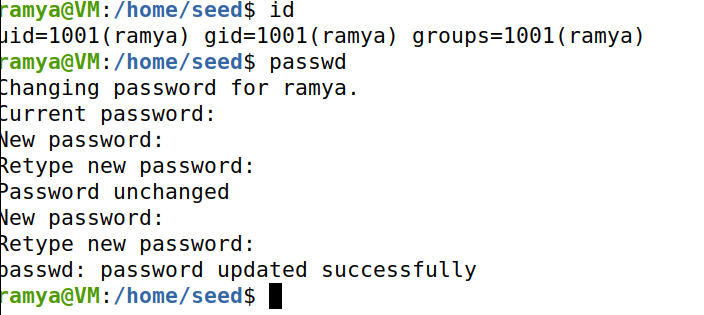 ramya@VM:/home/seed$ id
uid=1001(ramya) gid=1001(ramya) groups=1001(ramya)
ramya@VM:/home/seed$ passwd
Changing password for ramya.
Current password:
New password:
Retype new password:
Password unchanged
New password:
Retype new password:
passwd: password updated successfully
ramya@VM:/home/seed$